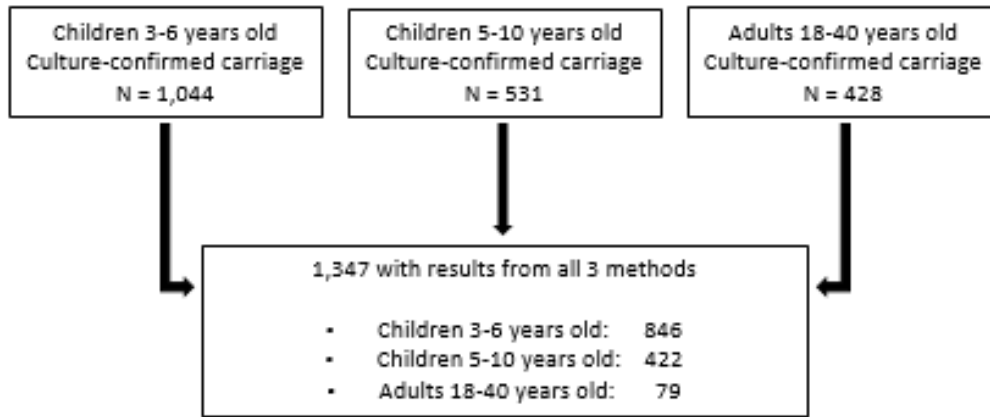 Children 3-6 years old
Culture-confirmed carriage
N = 1,044
Children 5-10 years old
Culture-confirmed carriage
N = 531
Adults 18-40 years old
Culture-confirmed carriage
N = 428
1,347 with results from all 3 methods
▪ Children 3-6 years old: 846
▪ Children 5-10 years old: 422
▪ Adults 18-40 years old: 79